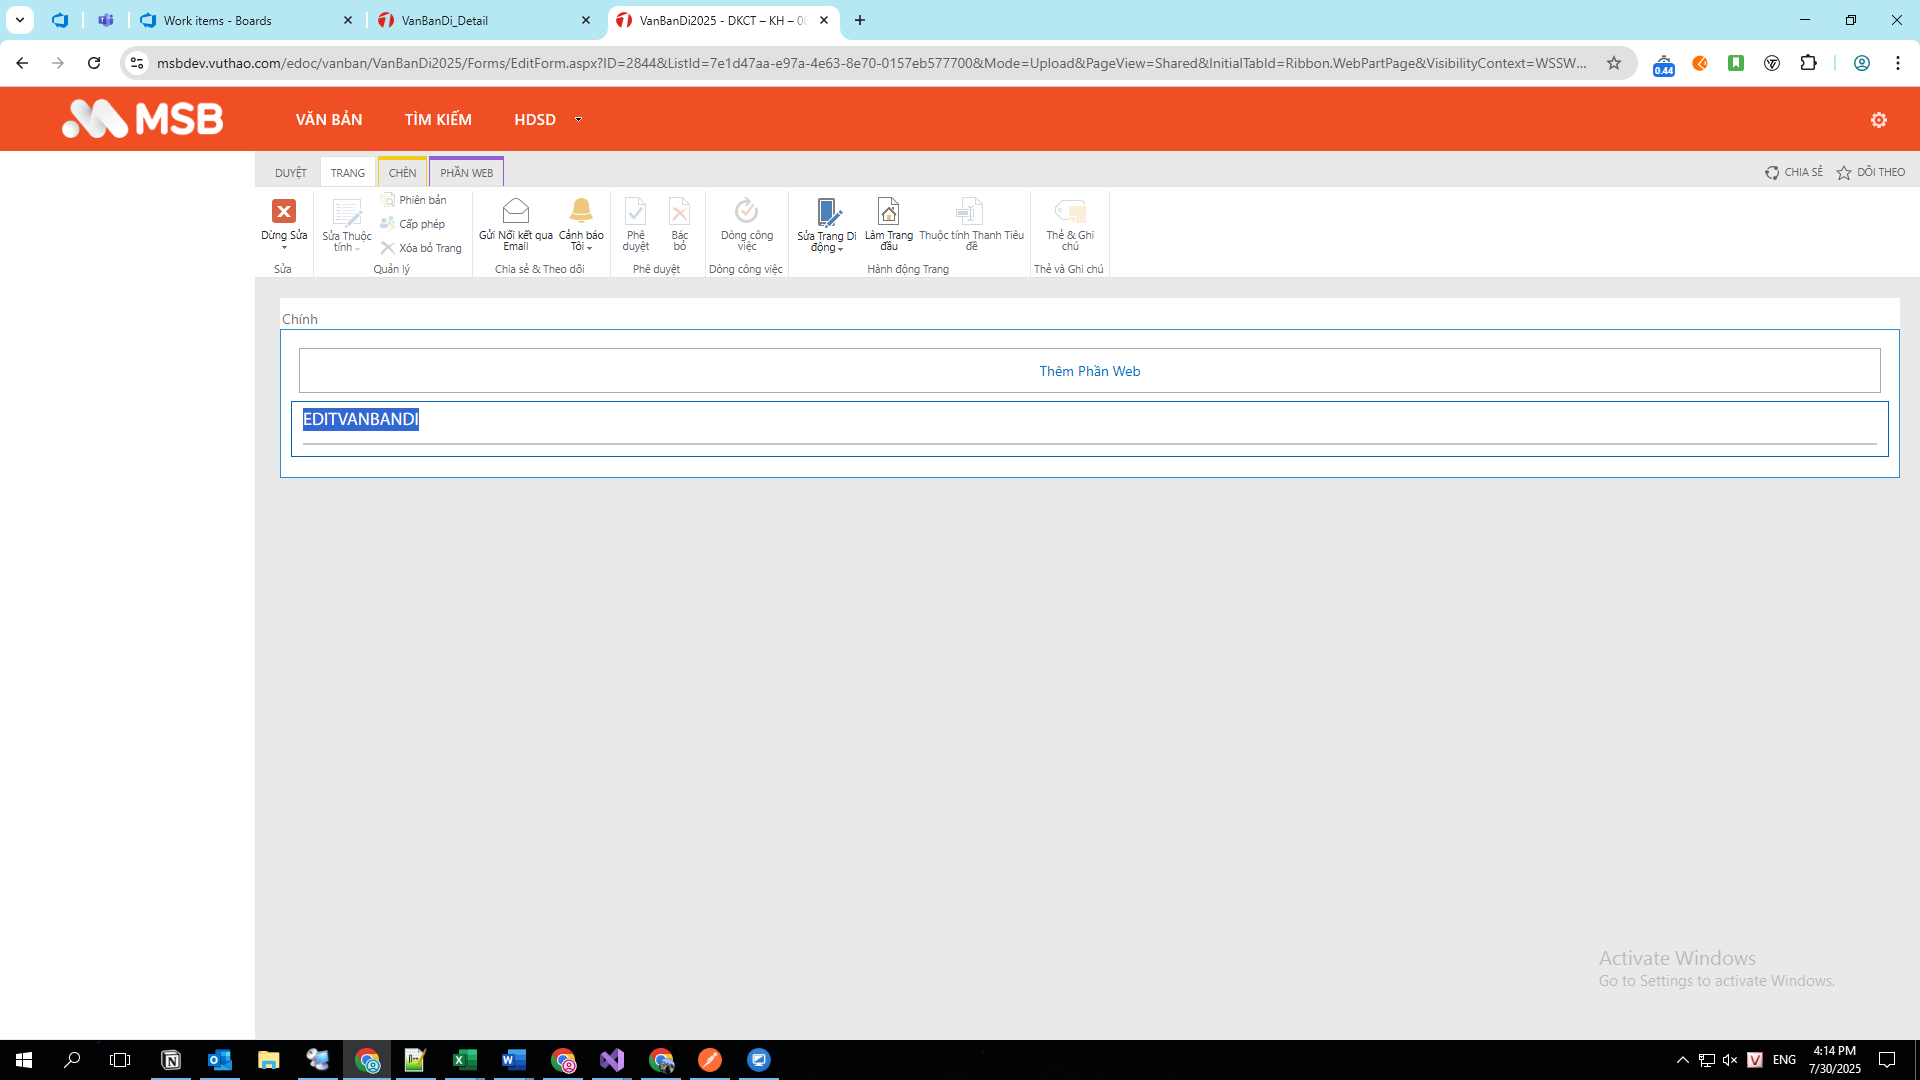 Work items - Boards
VanBanDi_Detail
VanBanDi2025 - DKCT – KH – 08
msbdev.vuthao.com/edoc/vanban/VanBanDi2025/Forms/EditForm.aspx?ID=2844&ListId=7e1d47aa-e97a-4e63-8e70-0157eb577700&Mode=Upload&PageView=Shared&InitialTabId=Ribbon.WebPartPage&VisibilityContext=WSSW...
0.44
MSB
VĂN BẢN
TÌM KIẾM
HDSD
DUYỆT
TRANG
CHÈN
PHẦN WEB
CHIA SẺ
DÕI THEO
Dừng Sửa
Sửa Thuộc
tính
Phiên bản
Cấp phép
Xóa bỏ Trang
Gửi Nối kết qua
Email
Cảnh báo
Tôi
Phê
duyệt
Bác
bỏ
Dòng công
việc
Sửa Trang Di
động
Làm Trang
đầu
Thuộc tính Thanh Tiêu
đề
Thẻ & Ghi
chú
Sửa
Quản lý
Chia sẻ & Theo dõi
Phê duyệt
Dòng công việc
Hành động Trang
Thẻ và Ghi chú
Chính
Thêm Phần Web
EDITVANBANDI
Activate Windows
Go to Settings to activate Windows.
ENG
4:14 PM
7/30/2025